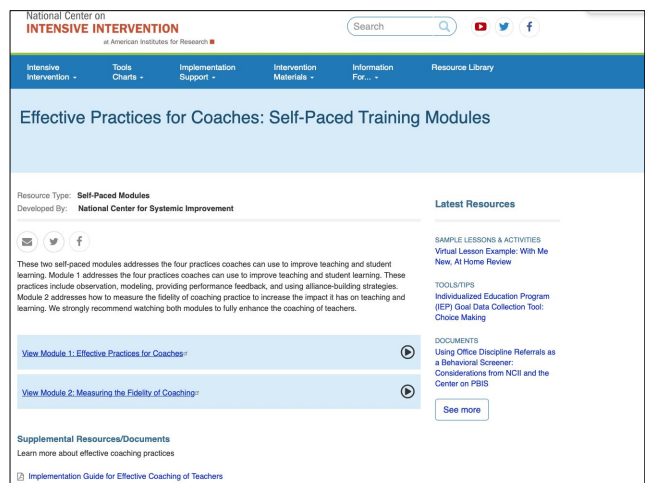 National Center on
INTENSIVE INTERVENTION
at American Institutes for Research
Search
Intensive Intervention
Tools Charts
Implementation Support
Intervention Materials
Information For...
Resource Library
Effective Practices for Coaches: Self-Paced Training Modules
Resource Type: Self-Paced Modules
Developed By: National Center for Systemic Improvement
These two self-paced modules addresses the four practices coaches can use to improve teaching and student
learning. Module 1 addresses the four practices coaches can use to improve teaching and student learning. These
practices include observation, modeling, providing performance feedback, and using alliance-building strategies.
Module 2 addresses how to measure the fidelity of coaching practice to increase the impact it has on teaching and
learning. We strongly recommend watching both modules to fully enhance the coaching of teachers.
View Module 1: Effective Practices for Coaches
View Module 2: Measuring the Fidelity of Coaching
Supplemental Resources/Documents
Learn more about effective coaching practices
Implementation Guide for Effective Coaching of Teachers
Latest Resources
SAMPLE LESSONS & ACTIVITIES
Virtual Lesson Example: With Me
New, At Home Review
TOOLS/TIPS
Individualized Education Program
(IEP) Goal Data Collection Tool:
Choice Making
DOCUMENTS
Using Office Discipline Referrals as
a Behavioral Screener:
Considerations from NCII and the
Center on PBIS
See more